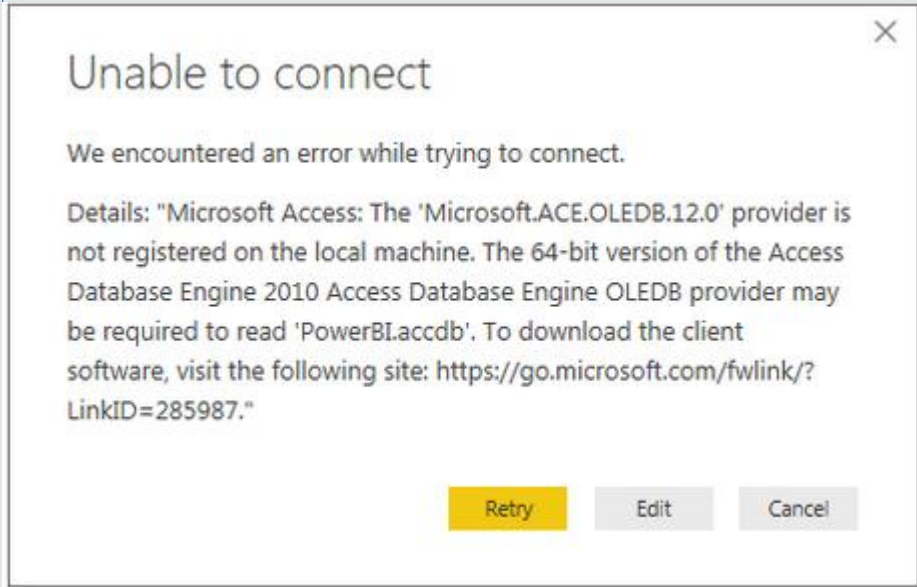 Unable to connect
We encountered an error while trying to connect.
Details: "Microsoft Access: The 'Microsoft.ACE.OLEDB.12.0' provider is
not registered on the local machine. The 64-bit version of the Access
Database Engine 2010 Access Database Engine OLEDB provider may
be required to read 'PowerBI.accdb'. To download the client
software, visit the following site: https://go.microsoft.com/fwlink/?
LinkID=285987."
Retry Edit Cancel